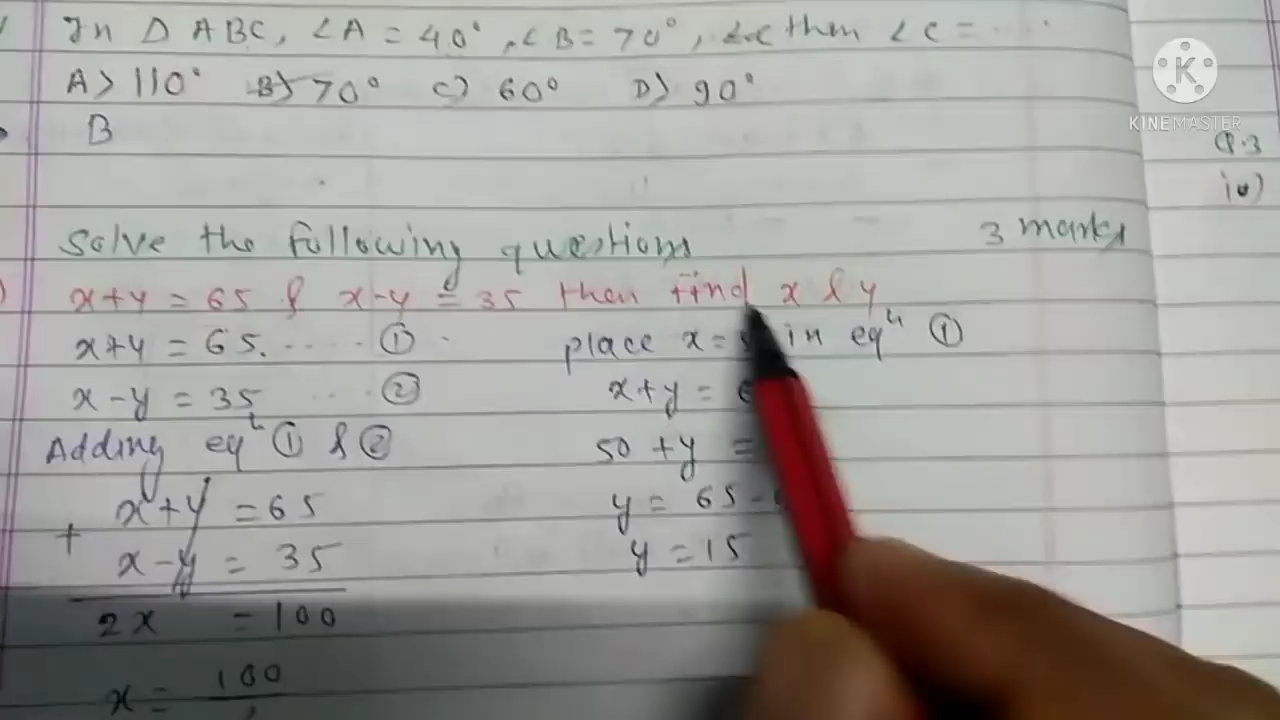 In Δ ABC, ∠A = 40°, ∠B = 70°, then ∠C = ....
A) 110° B) 70° C) 60° D) 90°
B
KINEMASTER
Q.3
iv)
Solve the following questions 3 marks
x+y = 65 & x-y = 35 then find x & y
x+y = 65. .... ①
x-y = 35 ... ②
Adding eqⁿ ① & ②
x+y = 65
+ x-y = 35
2x = 100
x = 100
place x = in eqⁿ ①
x+y =
50 + y =
y = 65 -
y = 15